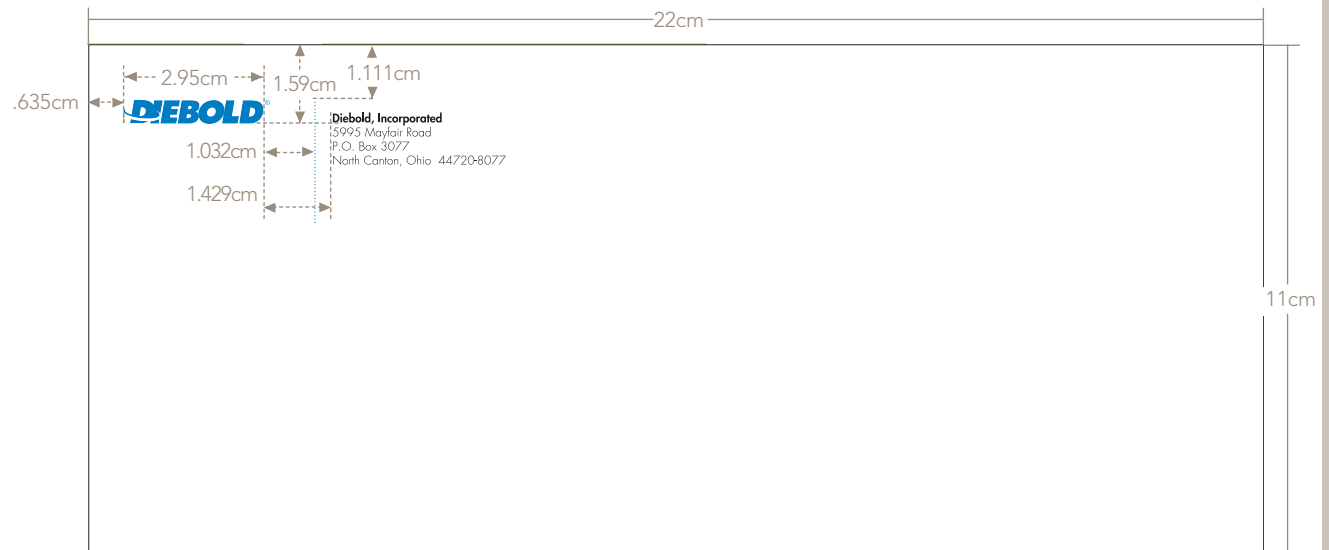 22cm
2.95cm
1.59cm
1.111cm
.635cm
DIEBOLD®
Diebold, Incorporated
5995 Mayfair Road
P.O. Box 3077
North Canton, Ohio 44720-8077
1.032cm
1.429cm
11cm